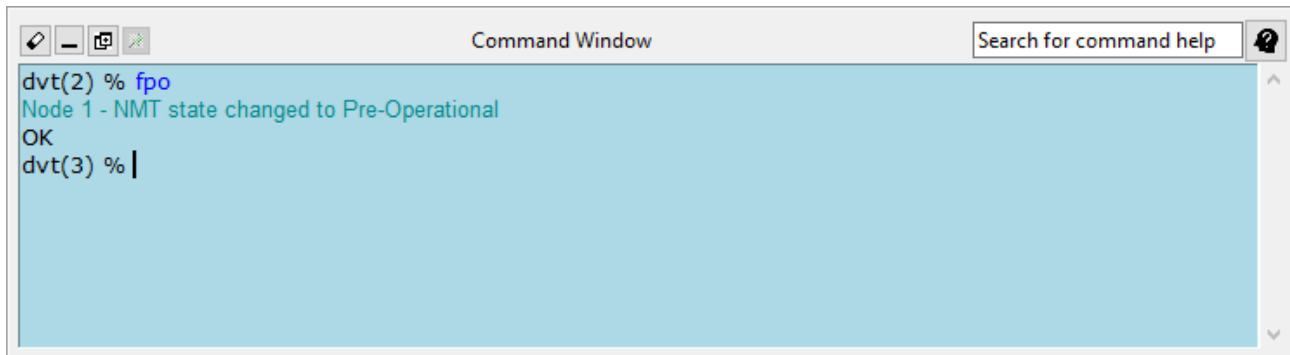 Command Window
Search for command help
dvt(2) % fpo
Node 1 - NMT state changed to Pre-Operational
OK
dvt(3) %